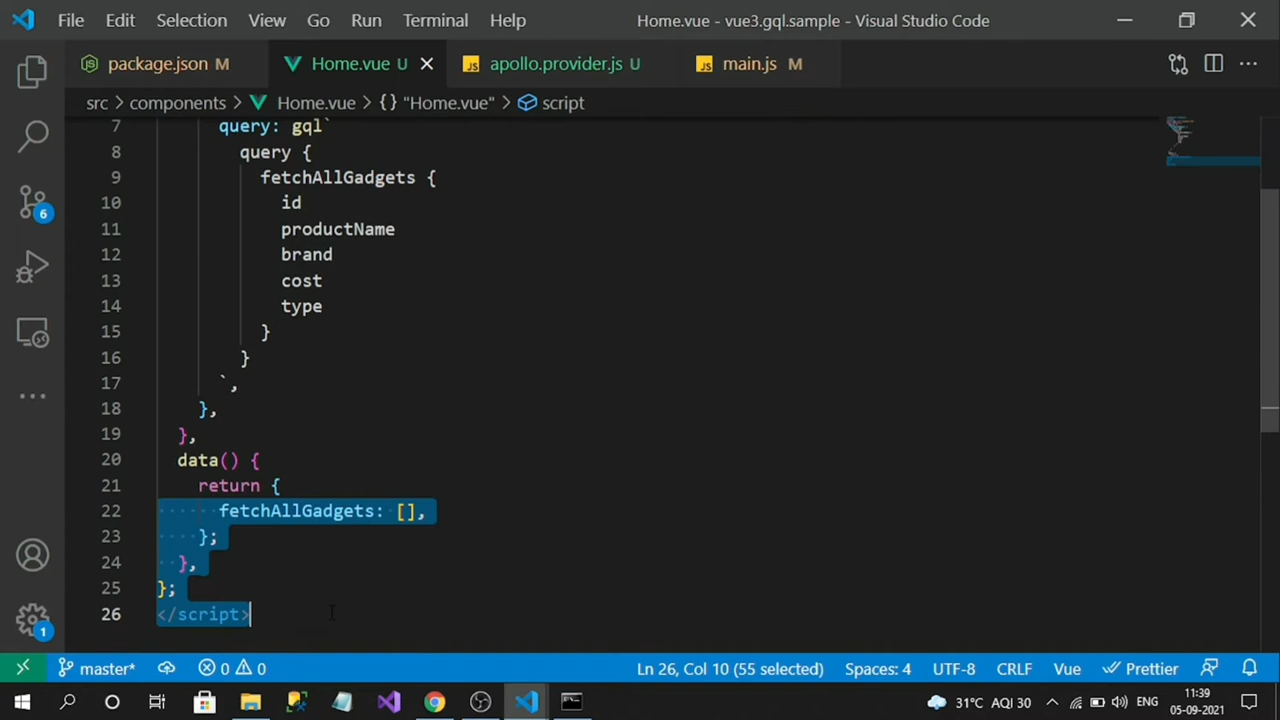 File Edit Selection View Go Run Terminal Help Home.vue - vue3.gql.sample - Visual Studio Code
package.json M Home.vue U apollo.provider.js U main.js M
src > components > Home.vue > {} "Home.vue" > script
7 query: gql`
8 query {
9 fetchAllGadgets {
10 id
11 productName
12 brand
13 cost
14 type
15 }
16 }
17 `,
18 },
19 },
20 data() {
21 return {
22 fetchAllGadgets: [],
23 };
24 },
25 };
26 </script>
6
1
master* 0 0 Ln 26, Col 10 (55 selected) Spaces: 4 UTF-8 CRLF Vue Prettier
31°C AQI 30 ENG 11:39
05-09-2021